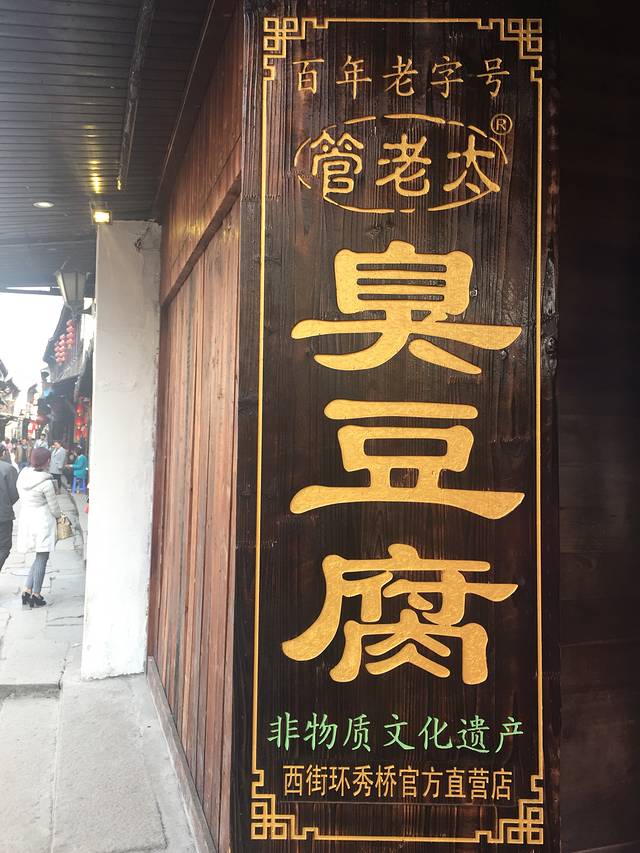 百年老字号
管老太®
臭豆腐
非物质文化遗产
西街环秀桥官方直营店